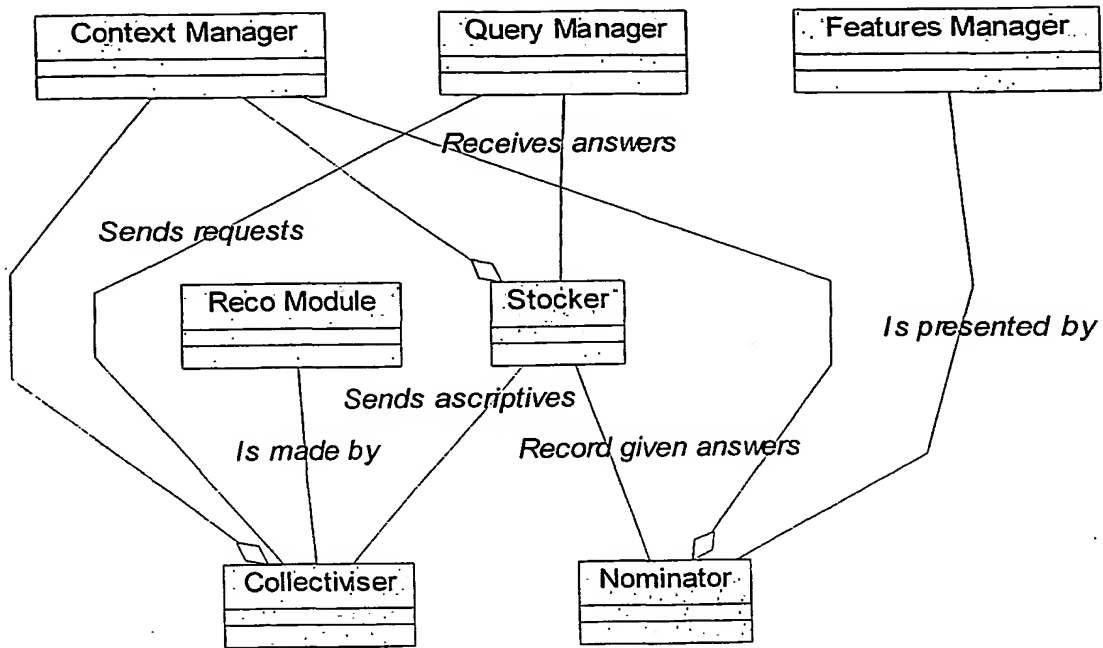 Context Manager
Query Manager
Features Manager
Receives answers
Sends requests
Reco Module
Stocker
Is presented by
Sends ascriptives
Is made by
Record given answers
Collectiviser
Nominator